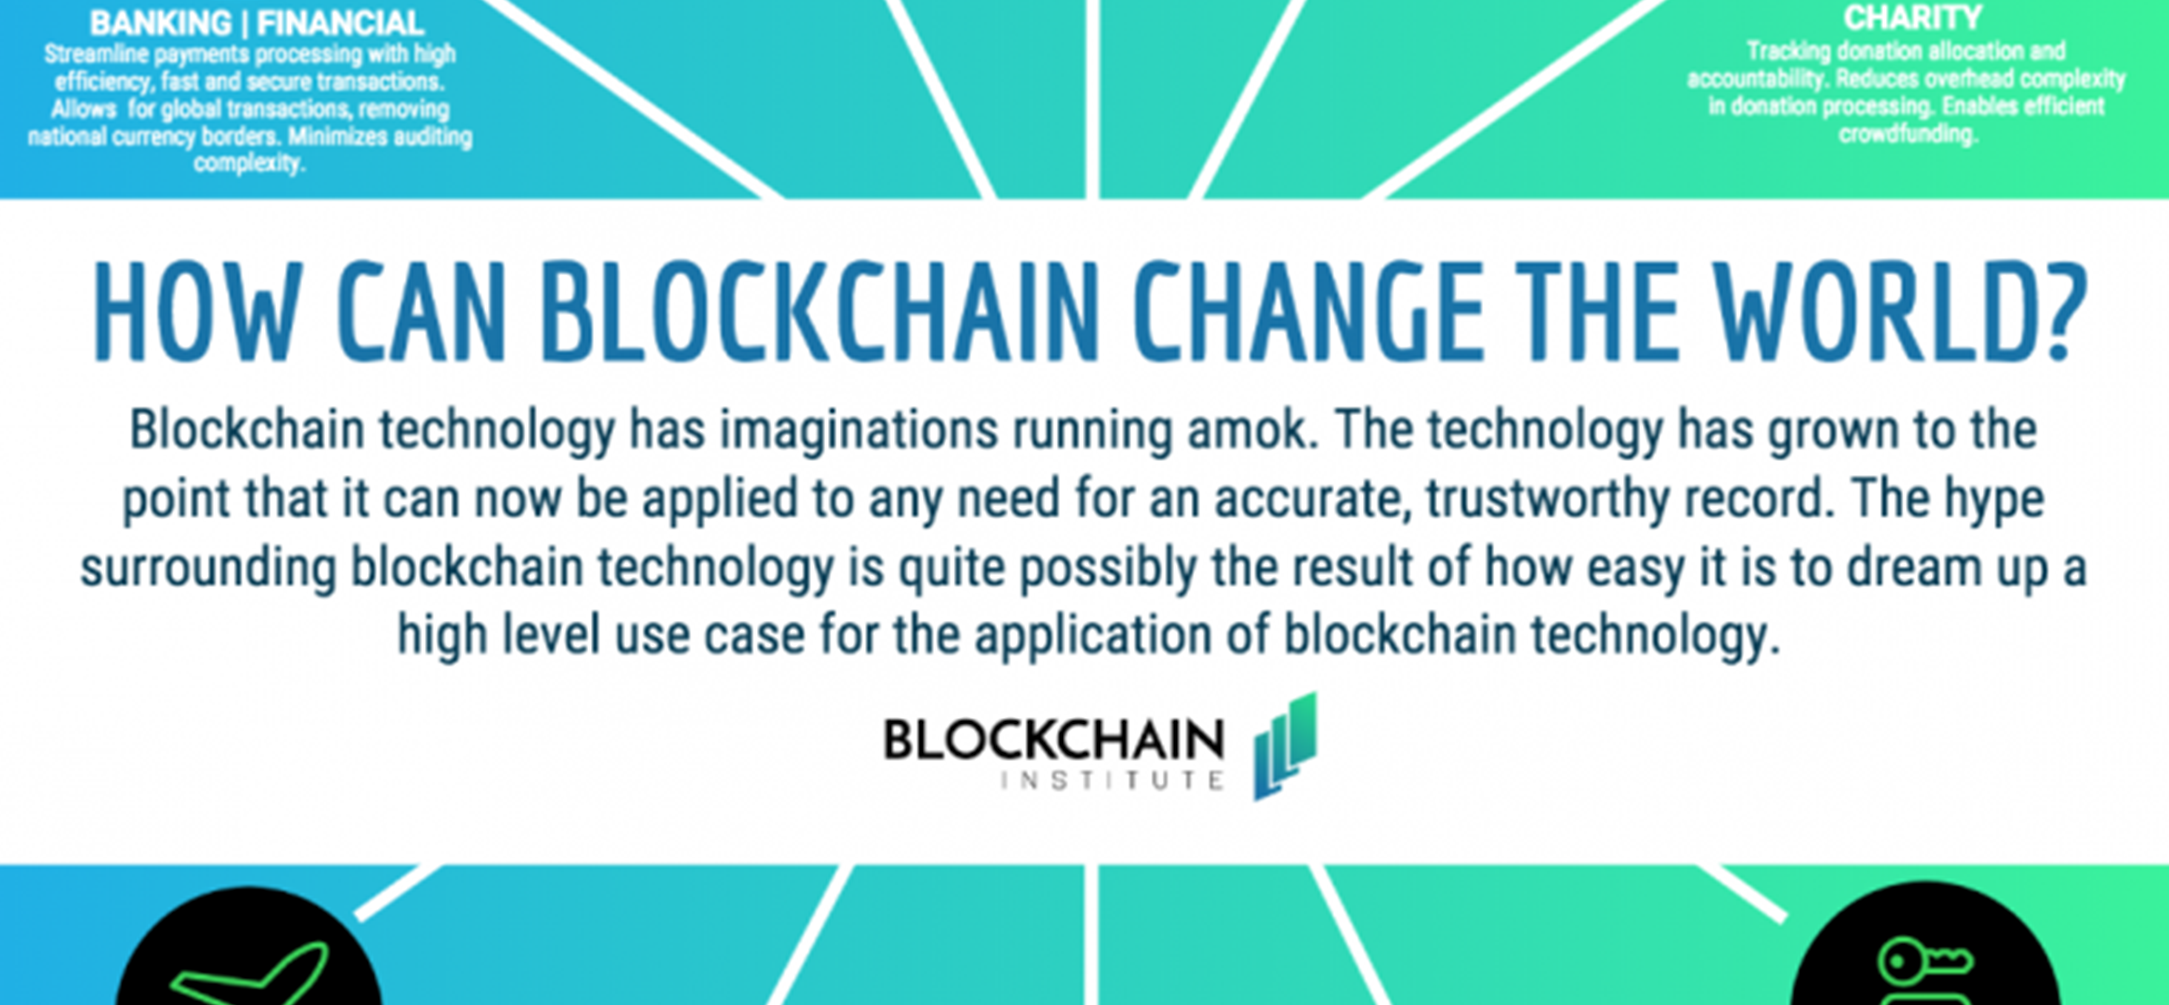 BANKING | FINANCIAL
Streamline payments processing with high
efficiency, fast and secure transactions.
Allows for global transactions, removing
national currency borders. Minimizes auditing
complexity.
CHARITY
Tracking donation allocation and
accountability. Reduces overhead complexity
in donation processing. Enables efficient
crowdfunding.
HOW CAN BLOCKCHAIN CHANGE THE WORLD?
Blockchain technology has imaginations running amok. The technology has grown to the
point that it can now be applied to any need for an accurate, trustworthy record. The hype
surrounding blockchain technology is quite possibly the result of how easy it is to dream up a
high level use case for the application of blockchain technology.
BLOCKCHAIN
INSTITUTE